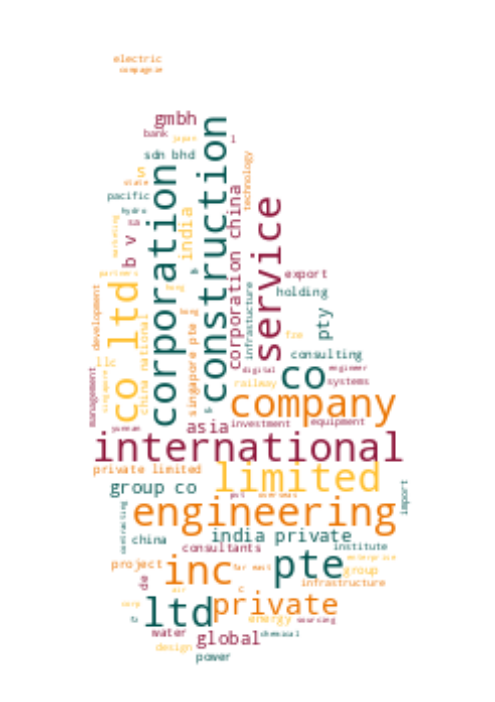 electric
compagnie
gmbh
bank
japan
l
sdn bhd
technology
state
pacific
hydro
sa
b v
marketing
india
corporation
construction
corporation china
service
partners
export
holding
development
co ltd
china national
singapore pte
infrastructure
pty
fze
consulting
llc
digital
engineer
management
singapore
railway
co
systems
company
yunnan
asia
investment
equipment
international
private limited
limited
group co
pvt
overseas
import
engineering
contracting
china
india private
consultants
institute
enterprise
project
inc
far east
pte
group
de
infrastructure
air
c
corp
ltd
private
energy
sourcing
water
global
chemical
design
power